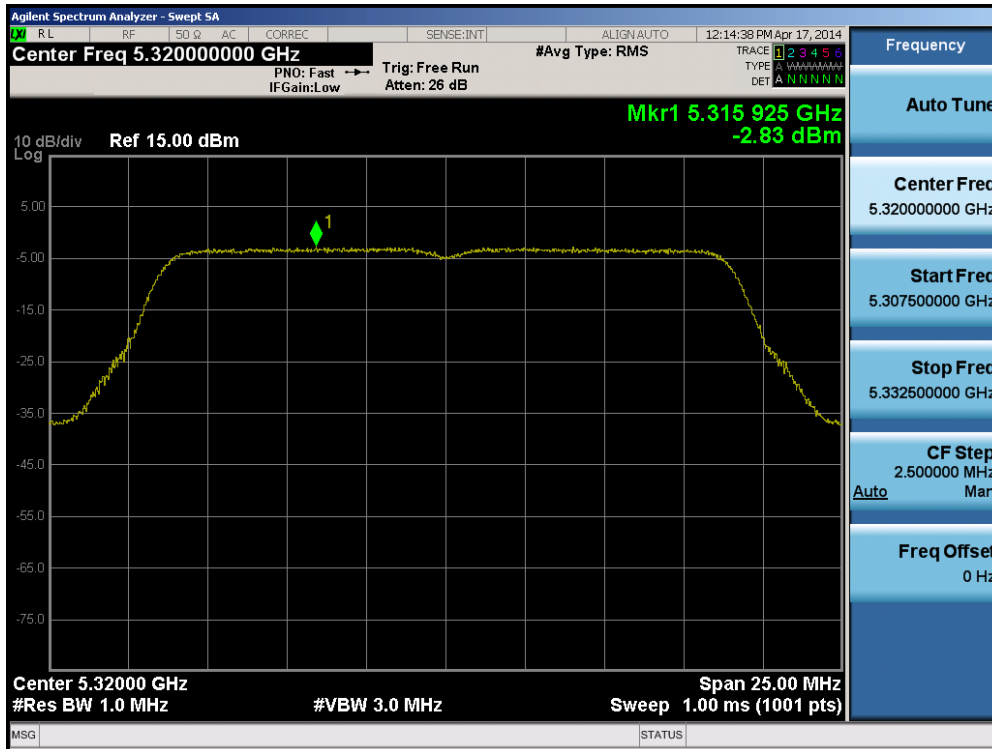 Agilent Spectrum Analyzer - Swept SA
LXI RL RF 50 Ω AC CORREC SENSE:INT ALIGN AUTO 12:14:38 PM Apr 17, 2014
Center Freq 5.320000000 GHz
PNO: Fast
IFGain:Low
Trig: Free Run
Atten: 26 dB
#Avg Type: RMS
TRACE 1 2 3 4 5 6
TYPE A WWWWW
DET A N N N N N
Mkr1 5.315 925 GHz
-2.83 dBm
10 dB/div Ref 15.00 dBm
Log
1
5.00
-5.00
-15.0
-25.0
-35.0
-45.0
-55.0
-65.0
-75.0
Center 5.32000 GHz Span 25.00 MHz
#Res BW 1.0 MHz #VBW 3.0 MHz Sweep 1.00 ms (1001 pts)
MSG STATUS
Frequency
Auto Tune
Center Freq
5.320000000 GHz
Start Freq
5.307500000 GHz
Stop Freq
5.332500000 GHz
CF Step
2.500000 MHz
Auto Man
Freq Offset
0 Hz